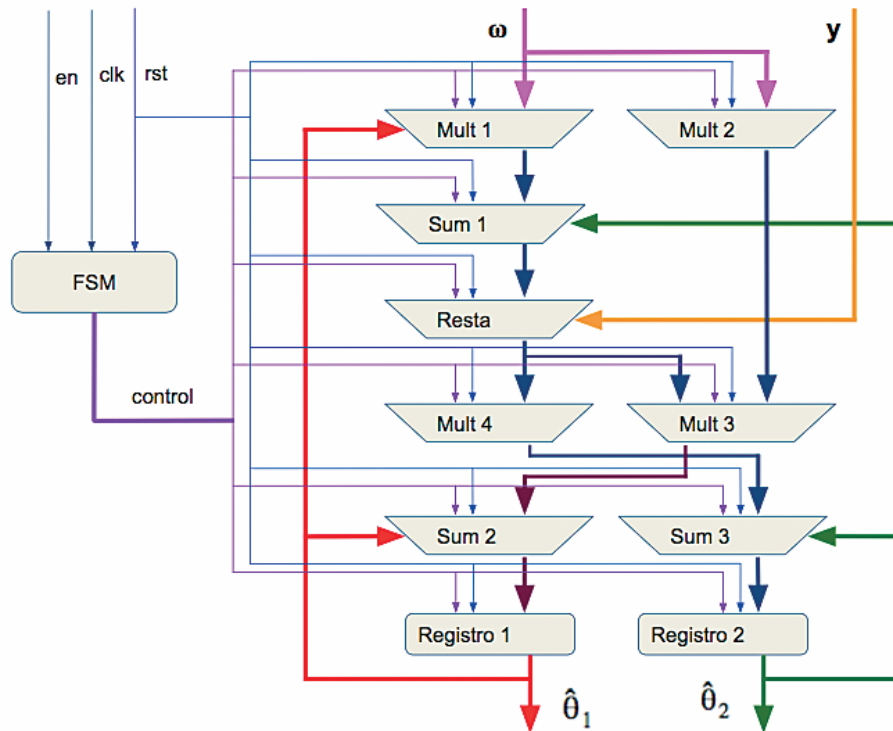 ω
y
en
clk
rst
Mult 1
Mult 2
Sum 1
FSM
Resta
control
Mult 4
Mult 3
Sum 2
Sum 3
Registro 1
Registro 2
θ̂₁
θ̂₂